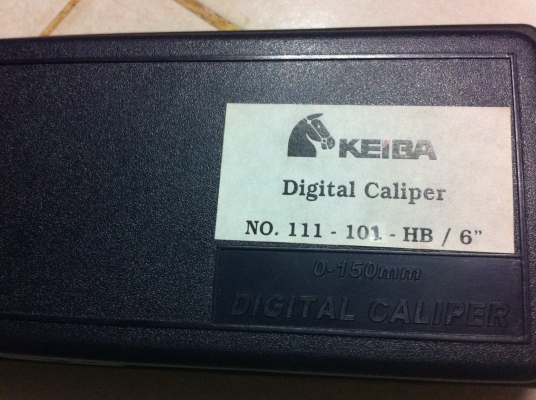 KEIBA
Digital Caliper
NO. 111 - 101 - HB / 6"
0-150mm
DIGITAL CALIPER